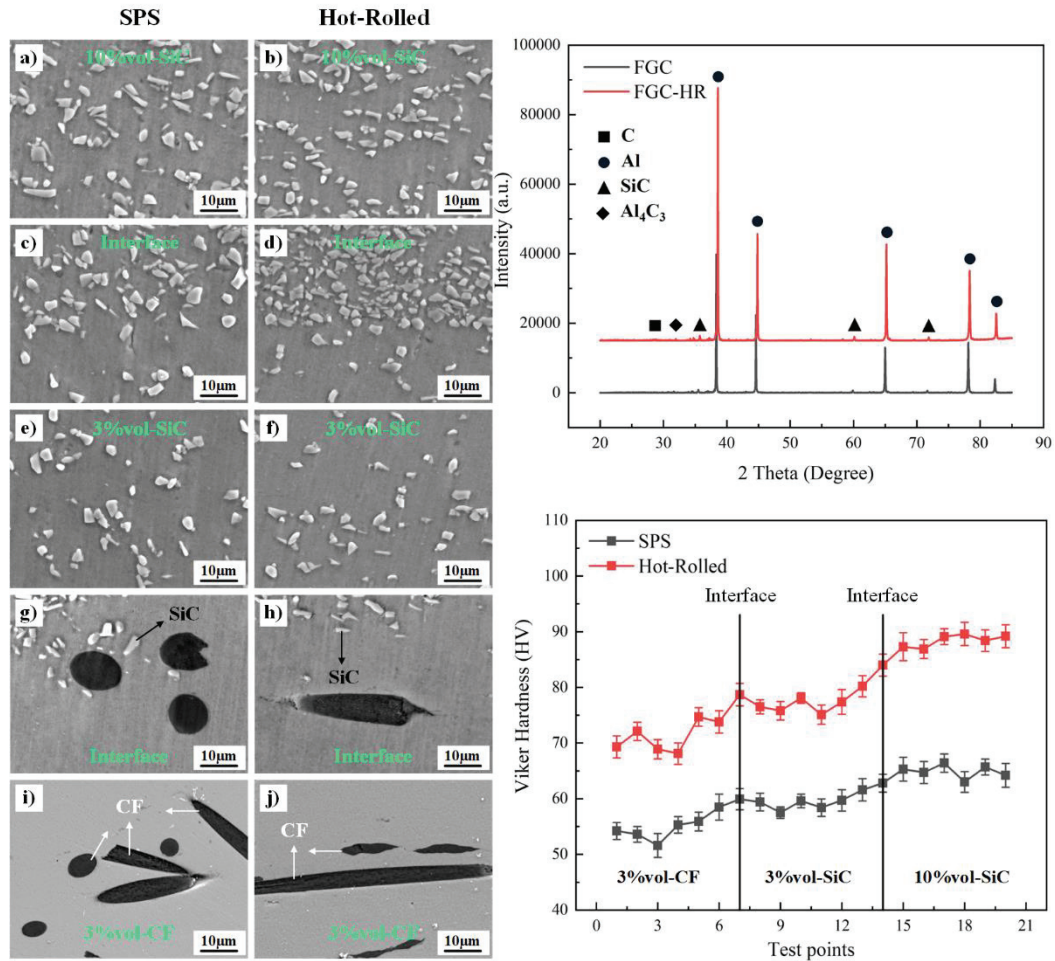 SPS
Hot-Rolled
a)
10%vol-SiC
10μm
b)
10%vol-SiC
10μm
c)
Interface
10μm
d)
Interface
10μm
e)
3%vol-SiC
10μm
f)
3%vol-SiC
10μm
g)
SiC
Interface
10μm
h)
SiC
Interface
10μm
i)
CF
3%vol-CF
10μm
j)
CF
3%vol-CF
10μm
Intensity (a.u.)
100000
80000
60000
40000
20000
0
FGC
FGC-HR
C
Al
SiC
Al₄C₃
20
30
40
50
60
70
80
90
2 Theta (Degree)
Viker Hardness (HV)
110
100
90
80
70
60
50
40
SPS
Hot-Rolled
Interface
Interface
3%vol-CF
3%vol-SiC
10%vol-SiC
0
3
6
9
12
15
18
21
Test points